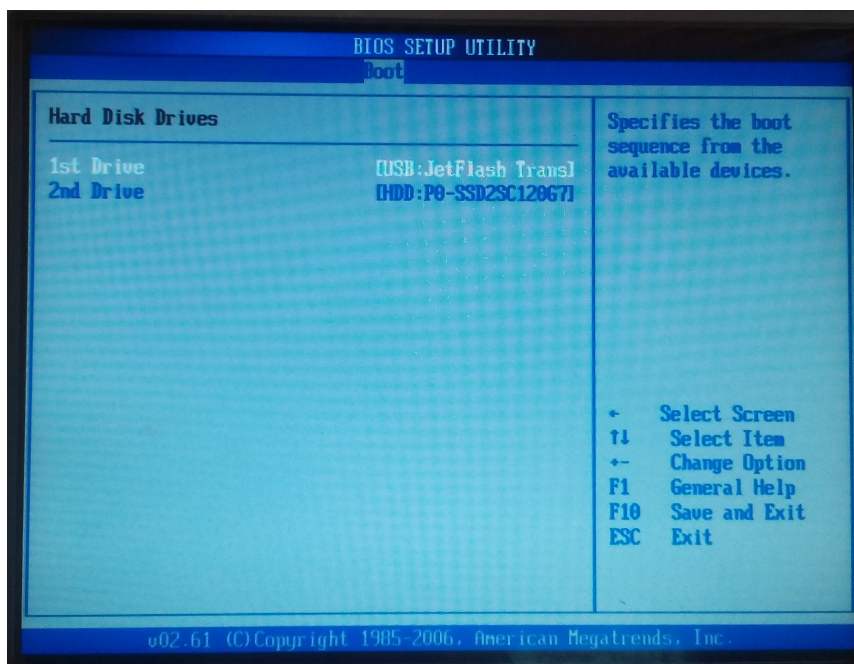 BIOS SETUP UTILITY
Boot
Hard Disk Drives
1st Drive [USB:JetFlash Trans]
2nd Drive [HDD:P0-SSD2SC120G7]
Specifies the boot
sequence from the
available devices.
← Select Screen
↑↓ Select Item
+- Change Option
F1 General Help
F10 Save and Exit
ESC Exit
v02.61 (C)Copyright 1985-2006, American Megatrends, Inc.